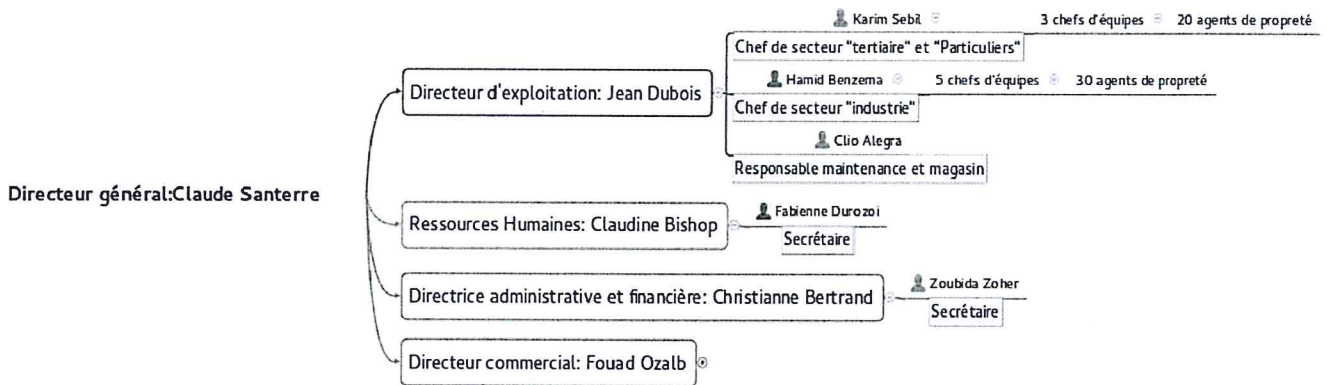 Karim Sebil
3 chefs d'équipes
20 agents de propreté
Chef de secteur "tertiaire" et "Particuliers"
Directeur d'exploitation: Jean Dubois
Hamid Benzema
5 chefs d'équipes
30 agents de propreté
Chef de secteur "industrie"
Clio Alegra
Responsable maintenance et magasin
Directeur général:Claude Santerre
Ressources Humaines: Claudine Bishop
Fabienne Durozoi
Secrétaire
Directrice administrative et financière: Christianne Bertrand
Zoubida Zoher
Secrétaire
Directeur commercial: Fouad Ozalb